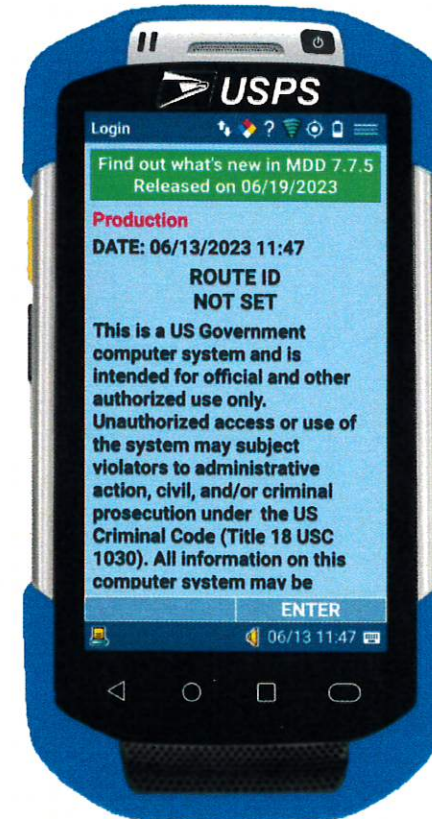 USPS
Login
?
Find out what's new in MDD 7.7.5
Released on 06/19/2023
Production
DATE: 06/13/2023 11:47
ROUTE ID
NOT SET
This is a US Government
computer system and is
intended for official and other
authorized use only.
Unauthorized access or use of
the system may subject
violators to administrative
action, civil, and/or criminal
prosecution under the US
Criminal Code (Title 18 USC
1030). All information on this
computer system may be
ENTER
06/13 11:47